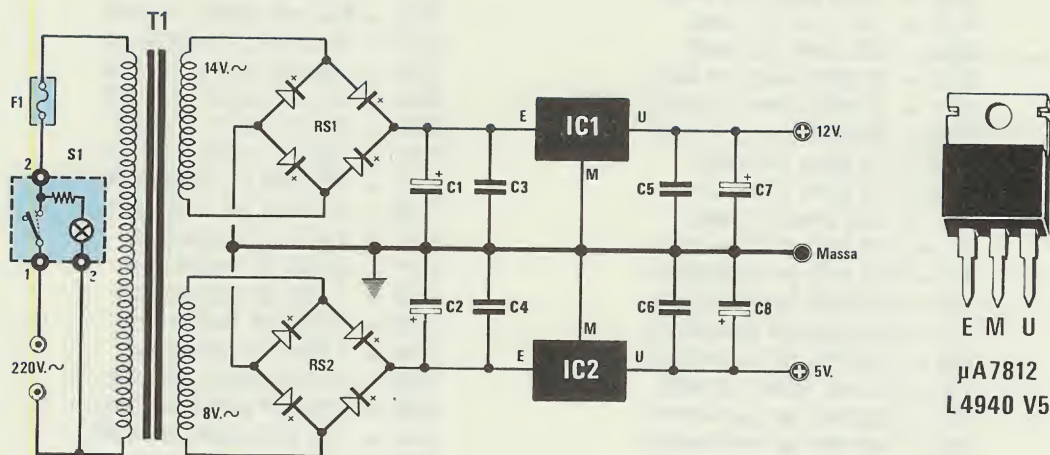 T1
F1
S1
2
1
2
220V.~
14V.~
8V.~
RS1
RS2
+
C1
C3
E
IC1
U
M
C5
+
C7
12V.
Massa
C2
+
C4
E
IC2
U
M
C6
C8
+
5V.
E M U
µA7812
L4940 V5